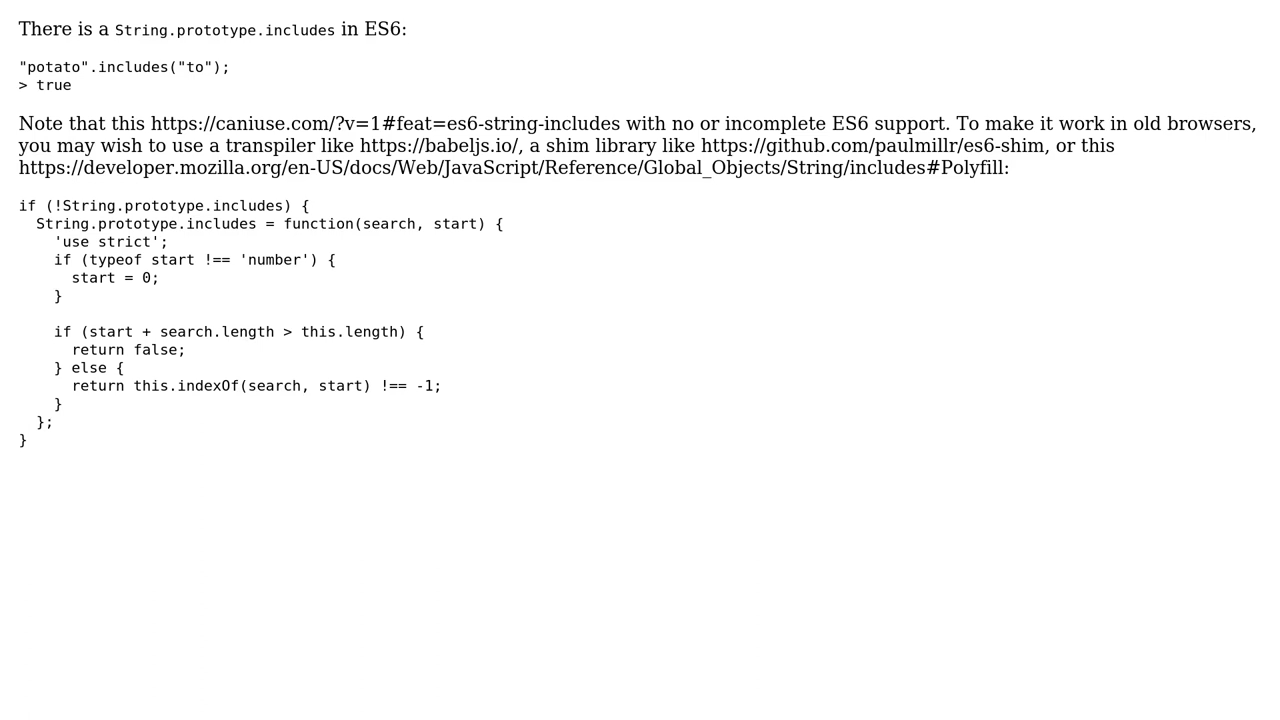 There is a String.prototype.includes in ES6:
"potato".includes("to");
> true
Note that this https://caniuse.com/?v=1#feat=es6-string-includes with no or incomplete ES6 support. To make it work in old browsers,
you may wish to use a transpiler like https://babeljs.io/, a shim library like https://github.com/paulmillr/es6-shim, or this
https://developer.mozilla.org/en-US/docs/Web/JavaScript/Reference/Global_Objects/String/includes#Polyfill:
if (!String.prototype.includes) {
  String.prototype.includes = function(search, start) {
    'use strict';
    if (typeof start !== 'number') {
      start = 0;
    }

    if (start + search.length > this.length) {
      return false;
    } else {
      return this.indexOf(search, start) !== -1;
    }
  };
}